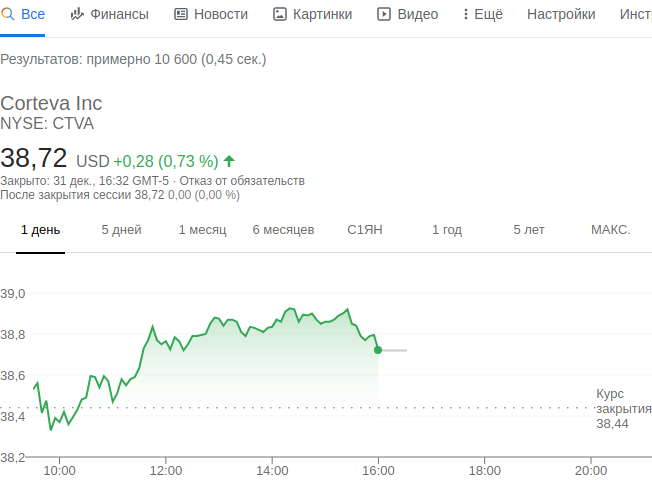 Все Финансы Новости Картинки Видео Ещё Настройки Инст
Результатов: примерно 10 600 (0,45 сек.)
Corteva Inc
NYSE: CTVA
38,72 USD +0,28 (0,73 %)
Закрыто: 31 дек., 16:32 GMT-5 · Отказ от обязательств
После закрытия сессии 38,72 0,00 (0,00 %)
1 день 5 дней 1 месяц 6 месяцев С1ЯН 1 год 5 лет МАКС.
39,0
38,8
38,6
Курс
38,4 закрытия
38,44
38,2
10:00 12:00 14:00 16:00 18:00 20:00